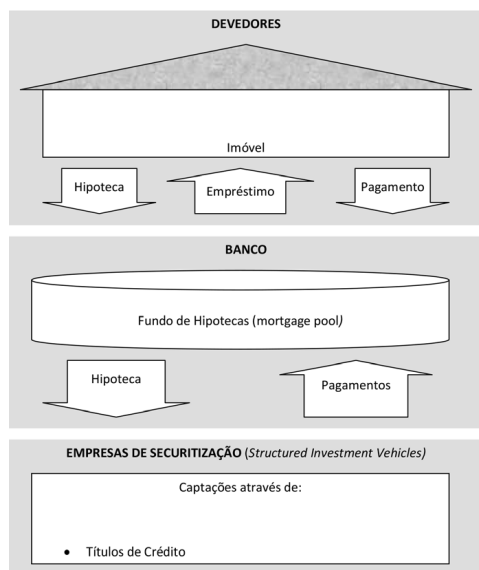 DEVEDORES
Imóvel
Hipoteca
Empréstimo
Pagamento
BANCO
Fundo de Hipotecas (mortgage pool)
Hipoteca
Pagamentos
EMPRESAS DE SECURITIZAÇÃO (Structured Investment Vehicles)
Captações através de:
• Títulos de Crédito